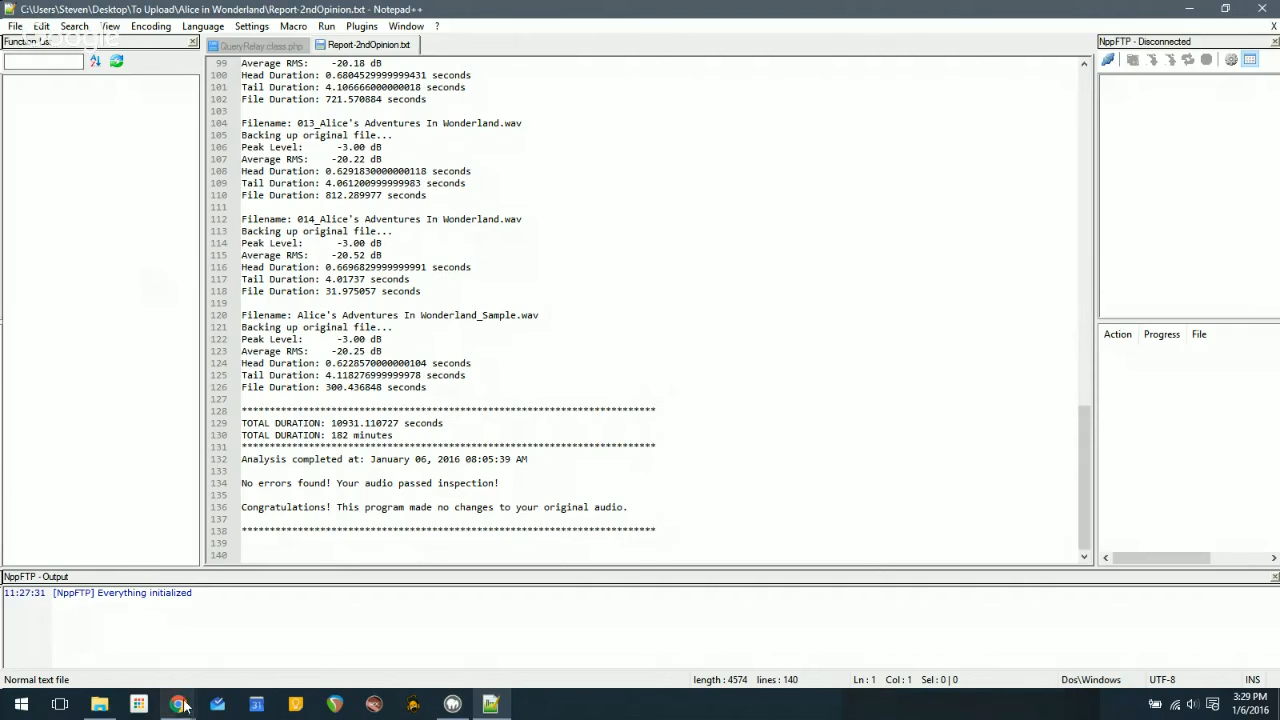 C:\Users\Steven\Desktop\To Upload\Alice in Wonderland\Report-2ndOpinion.txt - Notepad++
File Edit Search View Encoding Language Settings Macro Run Plugins Window ? X
Google
QueryRelay.class.php Report-2ndOpinion.txt
NppFTP - Disconnected
99 Average RMS: -20.18 dB
100 Head Duration: 0.6804529999999431 seconds
101 Tail Duration: 4.106666000000018 seconds
102 File Duration: 721.570884 seconds
103
104 Filename: 013_Alice's Adventures In Wonderland.wav
105 Backing up original file...
106 Peak Level: -3.00 dB
107 Average RMS: -20.22 dB
108 Head Duration: 0.6291830000000118 seconds
109 Tail Duration: 4.061200999999983 seconds
110 File Duration: 812.289977 seconds
111
112 Filename: 014_Alice's Adventures In Wonderland.wav
113 Backing up original file...
114 Peak Level: -3.00 dB
115 Average RMS: -20.52 dB
116 Head Duration: 0.6696829999999991 seconds
117 Tail Duration: 4.01737 seconds
118 File Duration: 31.975057 seconds
119
120 Filename: Alice's Adventures In Wonderland_Sample.wav
121 Backing up original file...
122 Peak Level: -3.00 dB
123 Average RMS: -20.25 dB
124 Head Duration: 0.6228570000000104 seconds
125 Tail Duration: 4.118276999999978 seconds
126 File Duration: 300.436848 seconds
127
128 **************************************************************************
129 TOTAL DURATION: 10931.110727 seconds
130 TOTAL DURATION: 182 minutes
131 **************************************************************************
132 Analysis completed at: January 06, 2016 08:05:39 AM
133
134 No errors found! Your audio passed inspection!
135
136 Congratulations! This program made no changes to your original audio.
137
138 **************************************************************************
139
140
Action Progress File
NppFTP - Output
11:27:31 [NppFTP] Everything initialized
Normal text file length : 4574 lines : 140 Ln : 1 Col : 1 Sel : 0 | 0 Dos\Windows UTF-8 INS
31
3:29 PM
1/6/2016